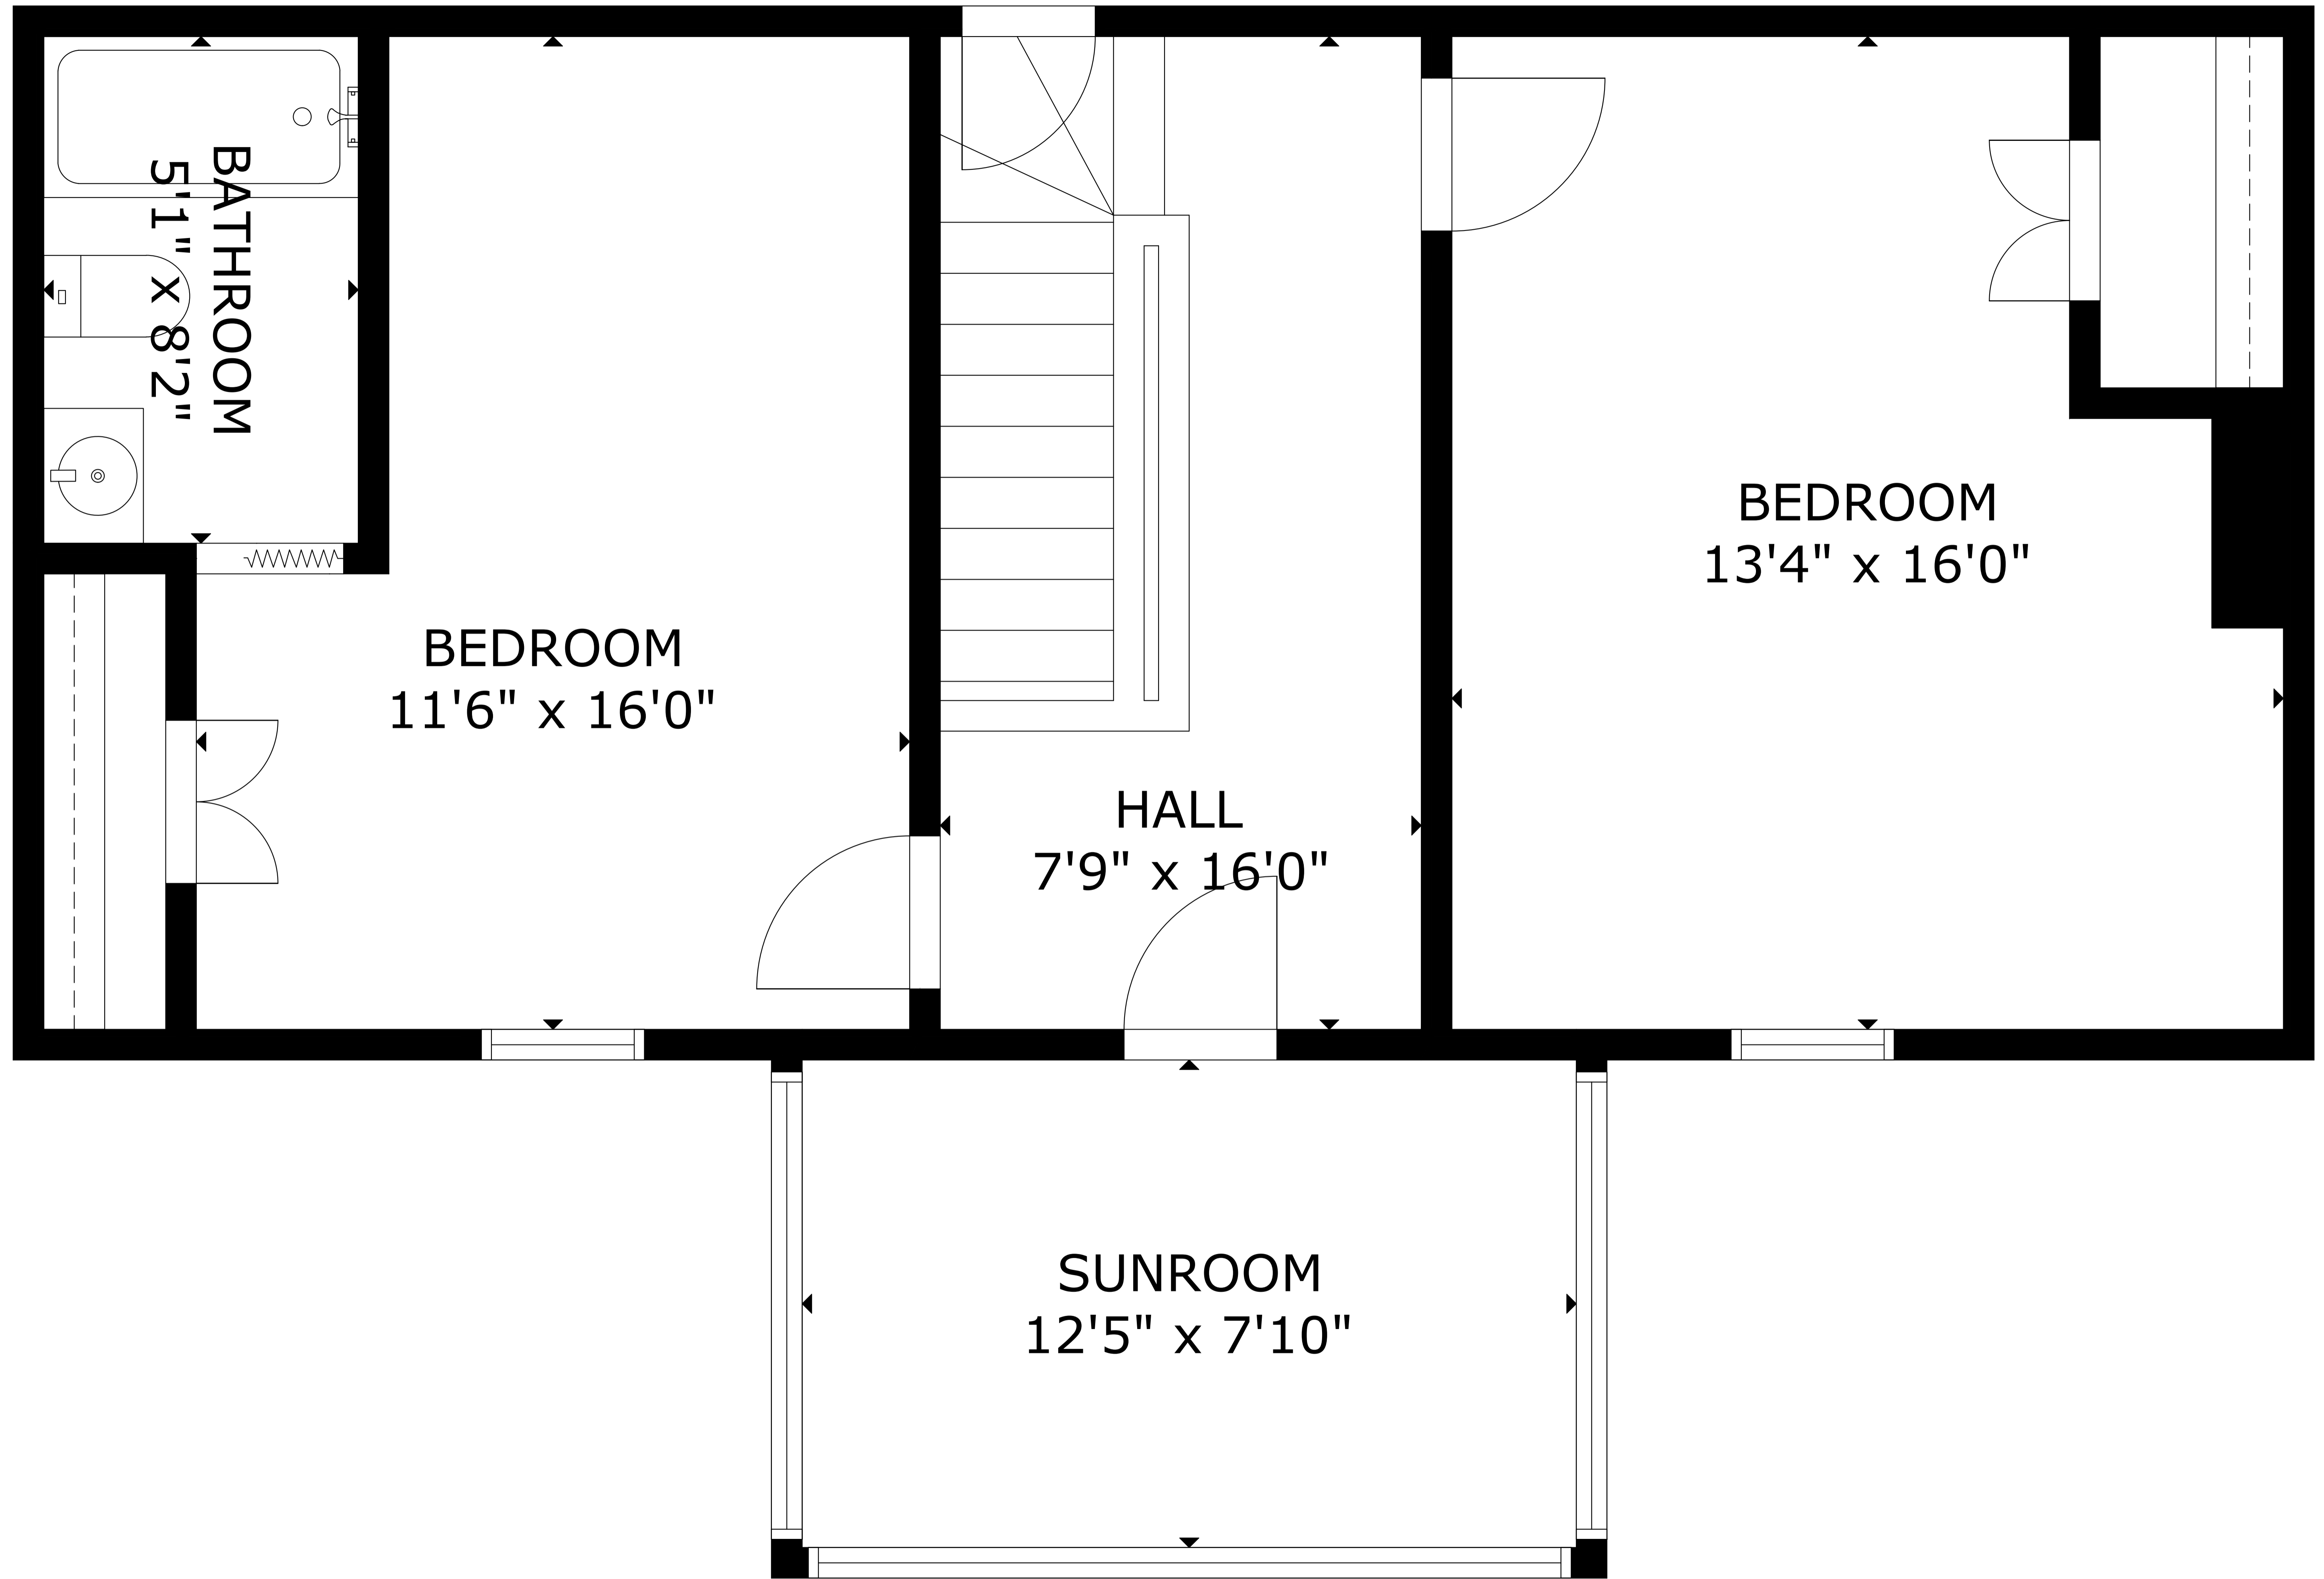 BATHROOM
5'1" x 8'2"
BEDROOM
11'6" x 16'0"
HALL
7'9" x 16'0"
BEDROOM
13'4" x 16'0"
SUNROOM
12'5" x 7'10"